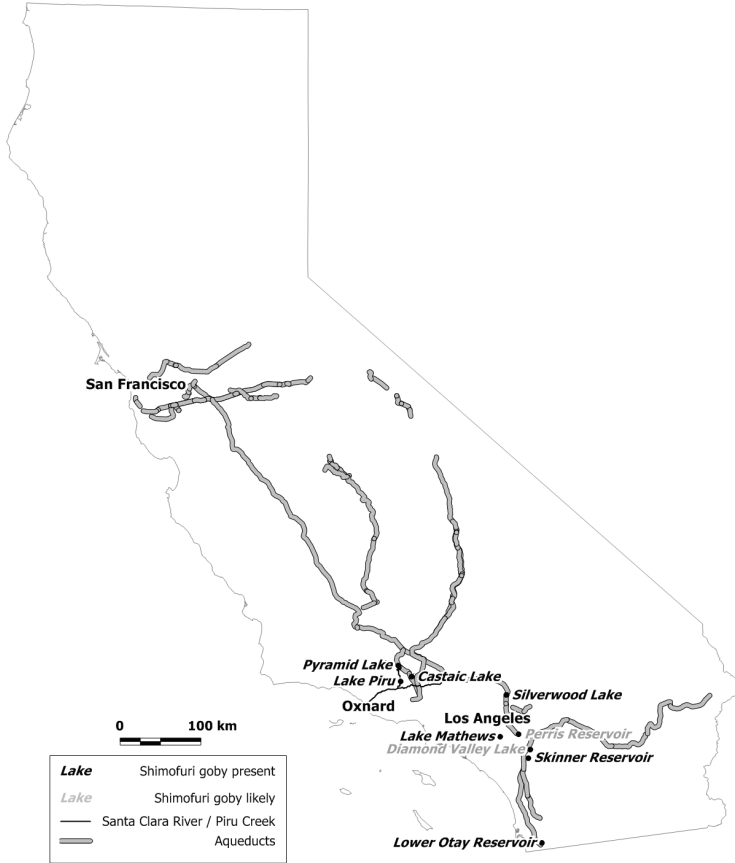 San Francisco
Pyramid Lake
Castaic Lake
Lake Piru
Silverwood Lake
Oxnard
Los Angeles
0 100 km
Perris Reservoir
Lake Mathews
Diamond Valley Lake
Skinner Reservoir
Lake Shimofuri goby present
Lake Shimofuri goby likely
Santa Clara River / Piru Creek
Aqueducts
Lower Otay Reservoir